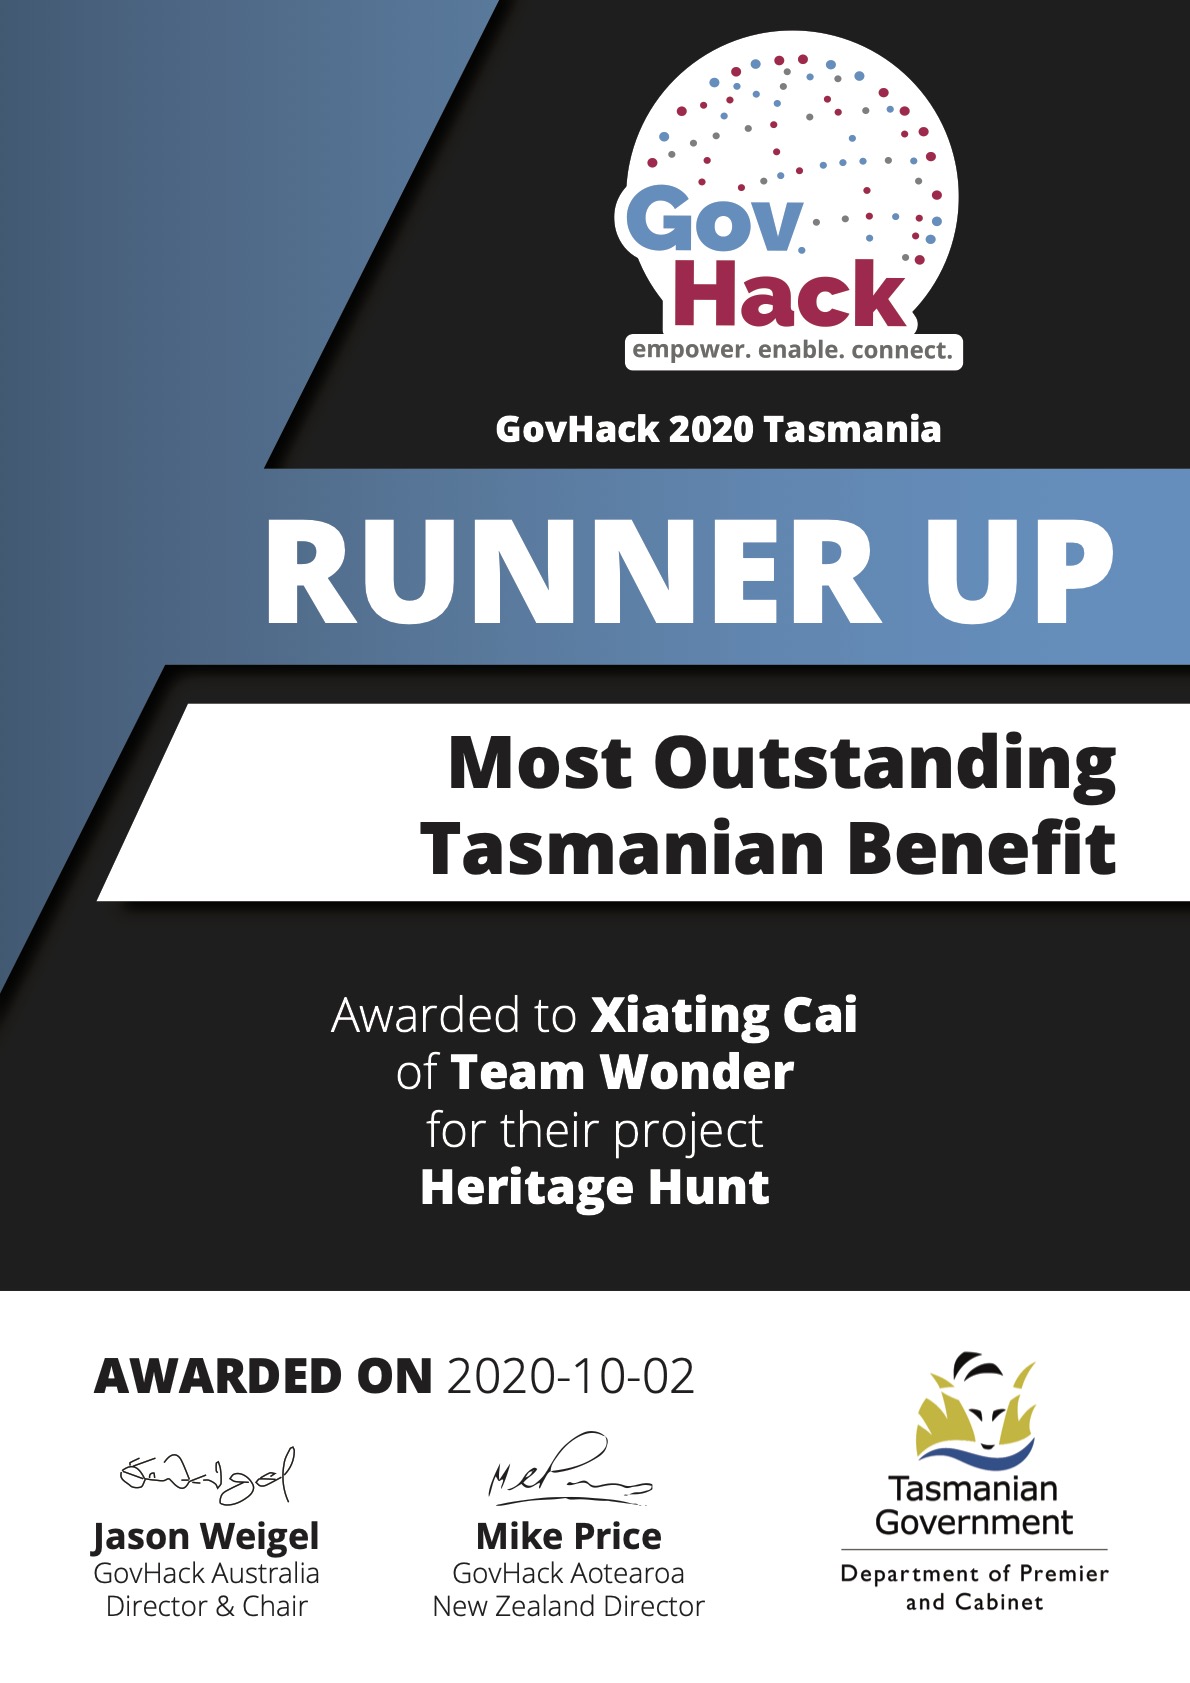 Gov
Hack
empower. enable. connect.
GovHack 2020 Tasmania
RUNNER UP
Most Outstanding
Tasmanian Benefit
Awarded to Xiating Cai
of Team Wonder
for their project
Heritage Hunt
AWARDED ON 2020-10-02
Jason Weigel
GovHack Australia
Director & Chair
Mike Price
GovHack Aotearoa
New Zealand Director
Tasmanian
Government
Department of Premier
and Cabinet